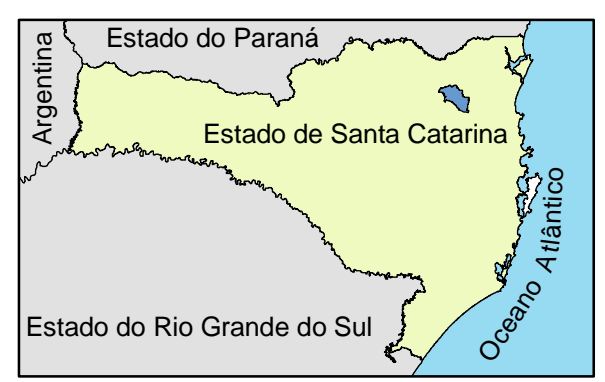 Estado do Paraná
Argentina
Estado de Santa Catarina
Oceano Atlântico
Estado do Rio Grande do Sul